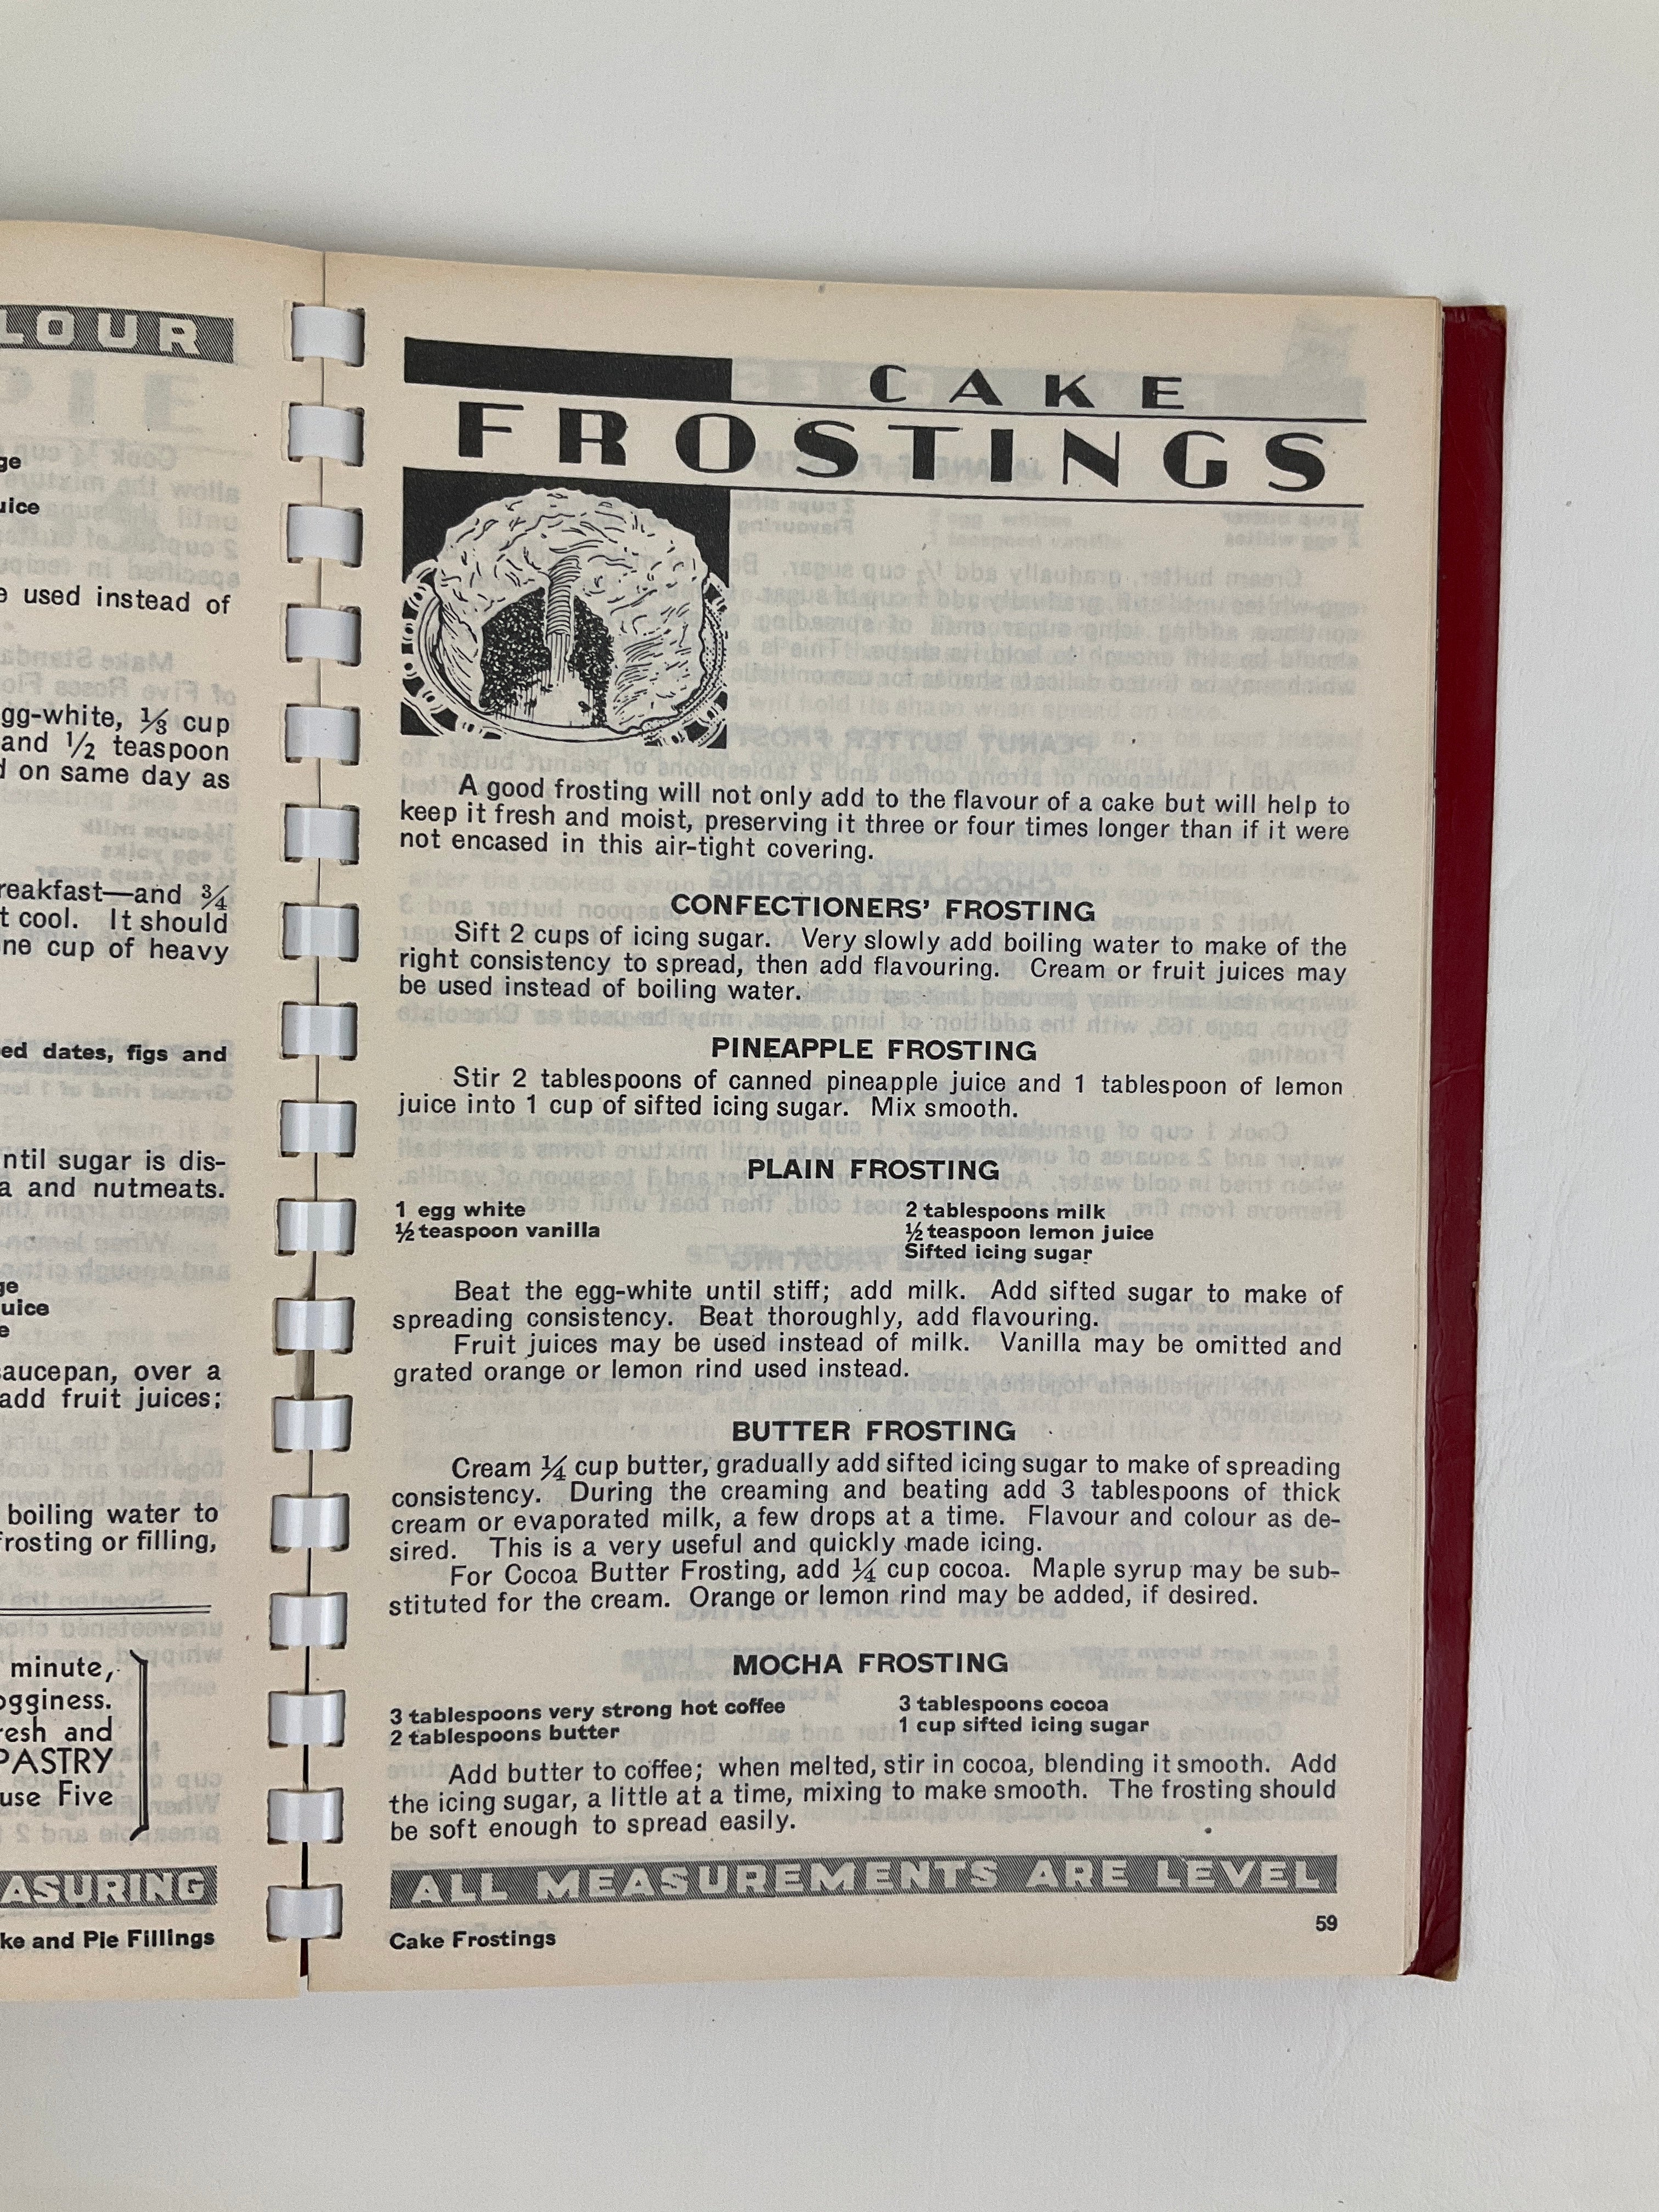 LOUR
ge
uice
e used instead of
gg-white, ⅓ cup
and ½ teaspoon
d on same day as
reakfast—and ¾
t cool. It should
ne cup of heavy
ed dates, figs and
ntil sugar is dis-
a and nutmeats.
ge
uice
e
aucepan, over a
add fruit juices;
boiling water to
frosting or filling,
minute,
ogginess.
resh and
PASTRY
use Five
ASURING
ke and Pie Fillings
CAKE
FROSTINGS
A good frosting will not only add to the flavour of a cake but will help to
keep it fresh and moist, preserving it three or four times longer than if it were
not encased in this air-tight covering.
CONFECTIONERS' FROSTING
Sift 2 cups of icing sugar. Very slowly add boiling water to make of the
right consistency to spread, then add flavouring. Cream or fruit juices may
be used instead of boiling water.
PINEAPPLE FROSTING
Stir 2 tablespoons of canned pineapple juice and 1 tablespoon of lemon
juice into 1 cup of sifted icing sugar. Mix smooth.
PLAIN FROSTING
1 egg white
½ teaspoon vanilla
2 tablespoons milk
½ teaspoon lemon juice
Sifted icing sugar
Beat the egg-white until stiff; add milk. Add sifted sugar to make of
spreading consistency. Beat thoroughly, add flavouring.
Fruit juices may be used instead of milk. Vanilla may be omitted and
grated orange or lemon rind used instead.
BUTTER FROSTING
Cream ¼ cup butter, gradually add sifted icing sugar to make of spreading
consistency. During the creaming and beating add 3 tablespoons of thick
cream or evaporated milk, a few drops at a time. Flavour and colour as de-
sired. This is a very useful and quickly made icing.
For Cocoa Butter Frosting, add ¼ cup cocoa. Maple syrup may be sub-
stituted for the cream. Orange or lemon rind may be added, if desired.
MOCHA FROSTING
3 tablespoons very strong hot coffee
2 tablespoons butter
3 tablespoons cocoa
1 cup sifted icing sugar
Add butter to coffee; when melted, stir in cocoa, blending it smooth. Add
the icing sugar, a little at a time, mixing to make smooth. The frosting should
be soft enough to spread easily.
ALL MEASUREMENTS ARE LEVEL
59
Cake Frostings